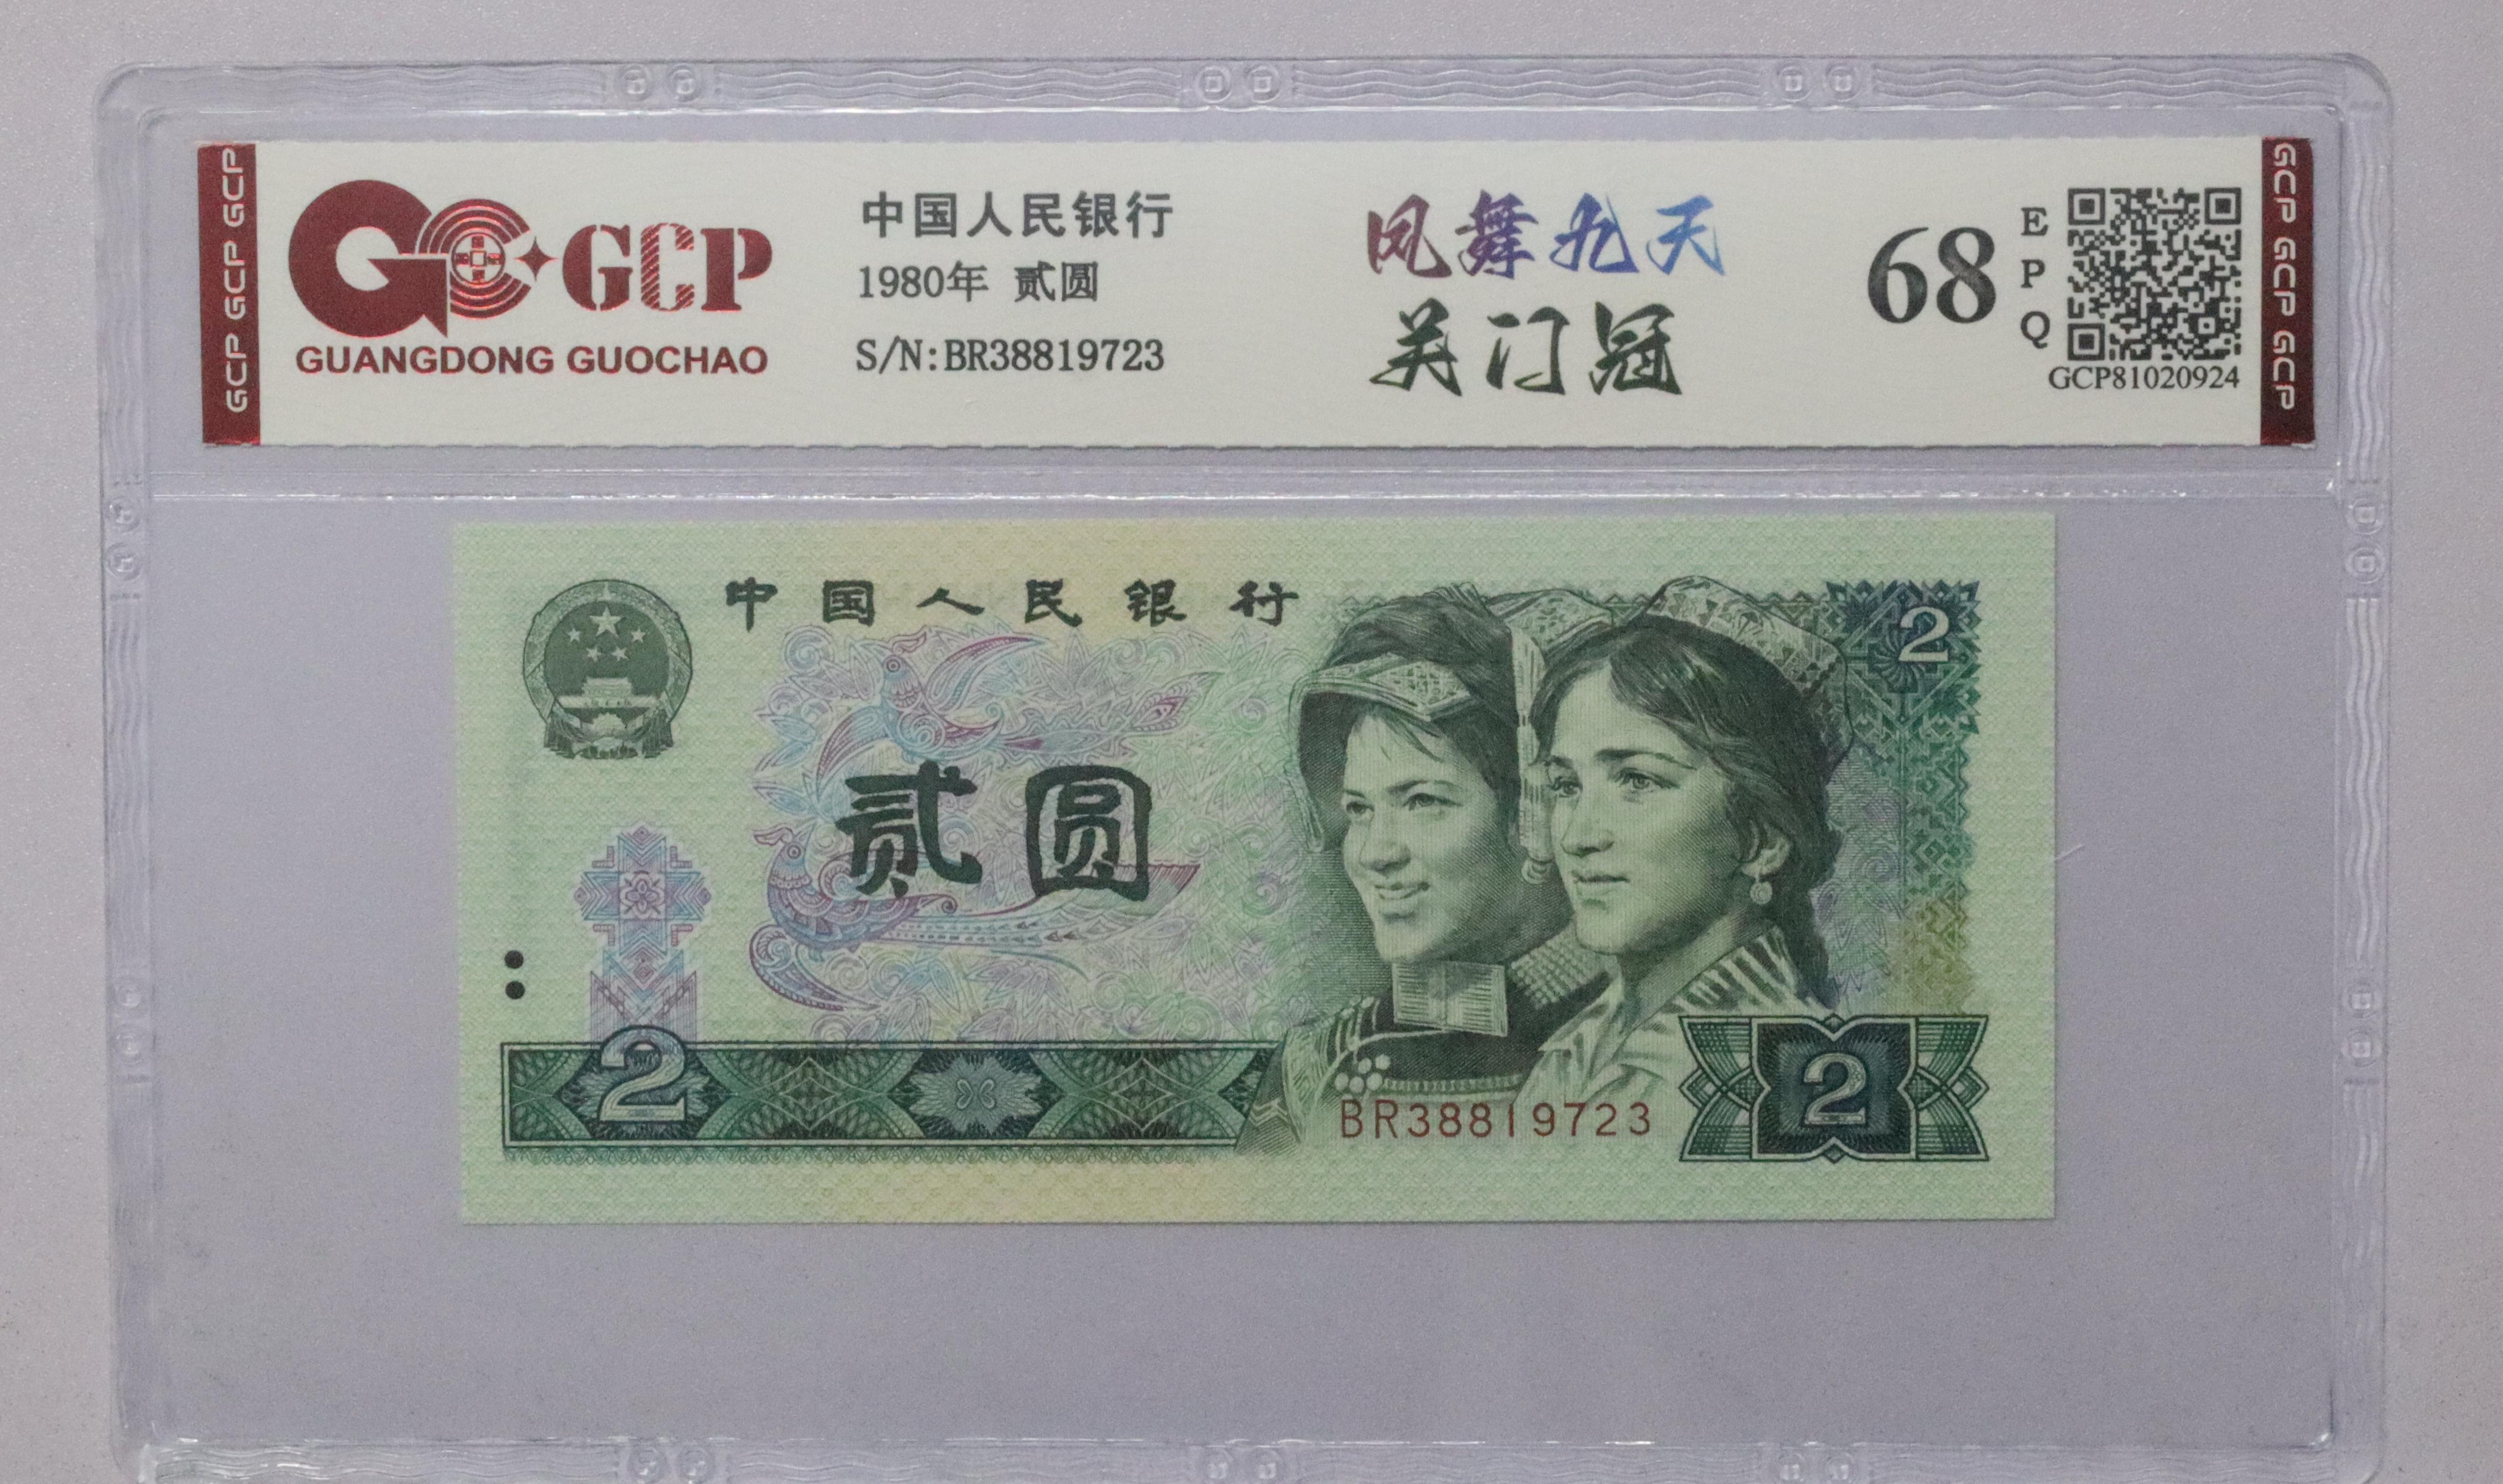 GCP GCP GCP
GCP
GUANGDONG GUOCHAO
中国人民银行
1980年 贰圆
S/N:BR38819723
凤舞九天
关门冠
68
EPQ
GCP81020924
GCP GCP GCP
中国人民银行
2
贰圆
2
BR38819723
2